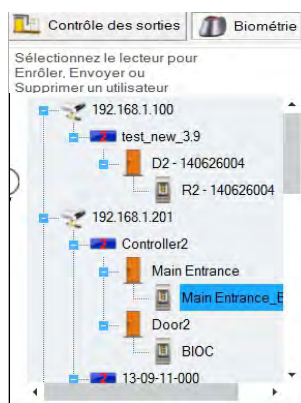 Contrôle des sorties
Biométrie
Sélectionnez le lecteur pour
Enrôler, Envoyer ou
Supprimer un utilisateur
192.168.1.100
test_new_3.9
D2 - 140626004
R2 - 140626004
192.168.1.201
Controller2
Main Entrance
Main Entrance_E
Door2
BIOC
13-09-11-000